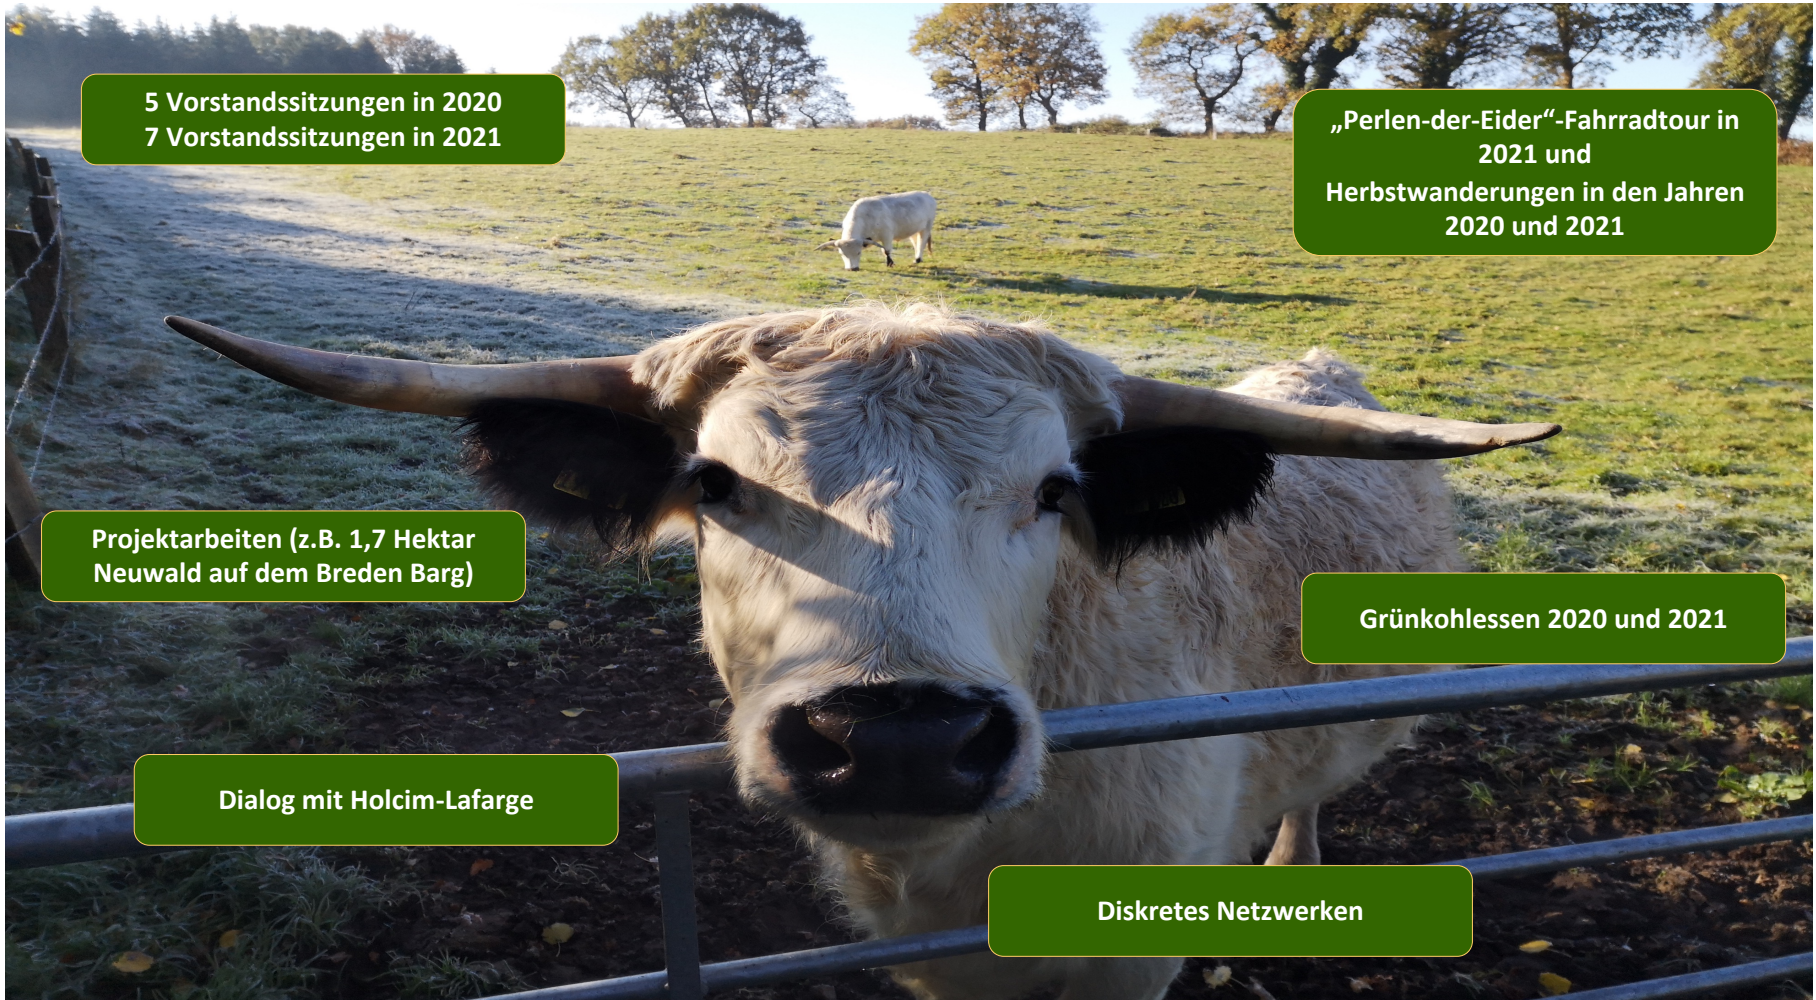 5 Vorstandssitzungen in 2020
7 Vorstandssitzungen in 2021
„Perlen-der-Eider“-Fahrradtour in
2021 und
Herbstwanderungen in den Jahren
2020 und 2021
Projektarbeiten (z.B. 1,7 Hektar
Neuwald auf dem Breden Barg)
Grünkohlessen 2020 und 2021
Dialog mit Holcim-Lafarge
Diskretes Netzwerken